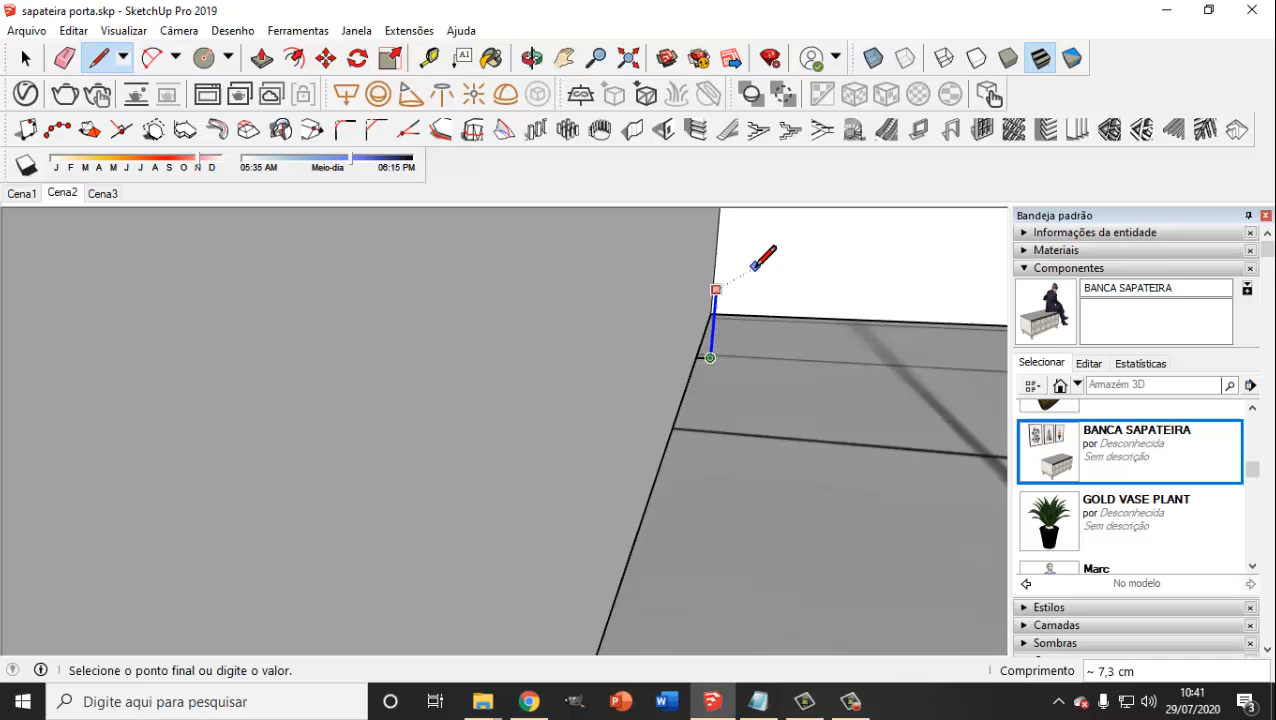 sapateira porta.skp - SketchUp Pro 2019
Arquivo Editar Visualizar Câmera Desenho Ferramentas Janela Extensões Ajuda
A1
J F M A M J J A S O N D
05:35 AM Meio-dia 06:15 PM
Cena1 Cena2 Cena3
Bandeja padrão
Informações da entidade
Materiais
Componentes
BANCA SAPATEIRA
Selecionar Editar Estatísticas
Armazém 3D
BANCA SAPATEIRA
por Desconhecida
Sem descrição
GOLD VASE PLANT
por Desconhecida
Sem descrição
Marc
No modelo
Estilos
Camadas
Sombras
Selecione o ponto final ou digite o valor.
Comprimento ~ 7,3 cm
Digite aqui para pesquisar
10:41
29/07/2020
3